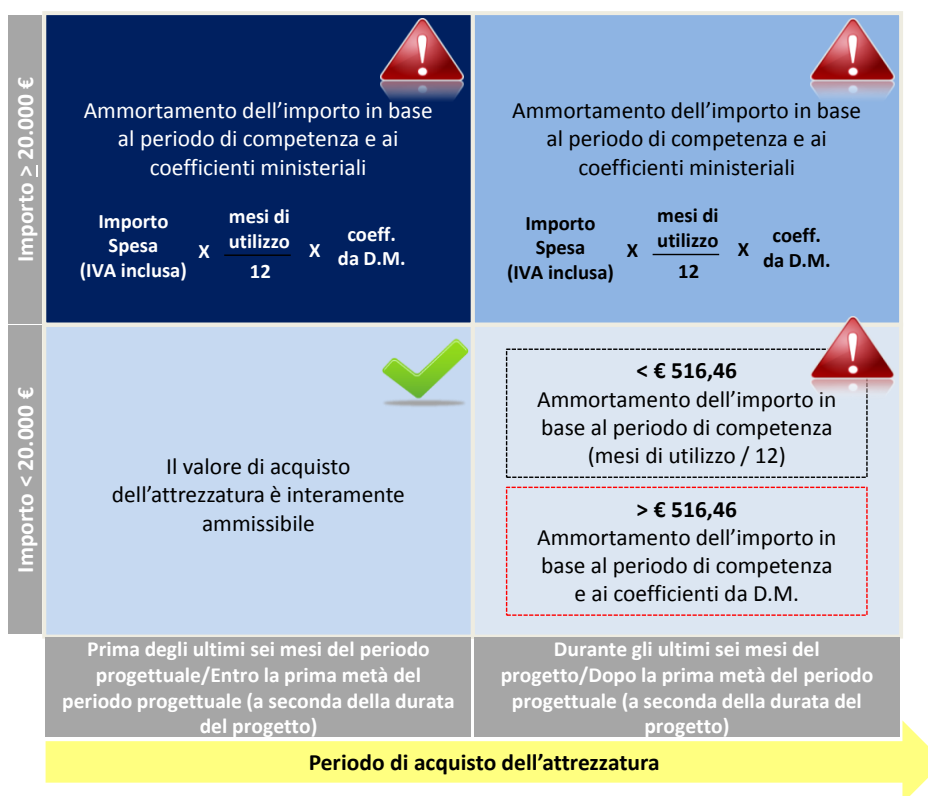 Importo ≥ 20.000 €
Ammortamento dell'importo in base
al periodo di competenza e ai
coefficienti ministeriali
Importo
Spesa
(IVA inclusa)
X
mesi di
utilizzo
12
X
coeff.
da D.M.
Ammortamento dell'importo in base
al periodo di competenza e ai
coefficienti ministeriali
Importo
Spesa
(IVA inclusa)
X
mesi di
utilizzo
12
X
coeff.
da D.M.
Importo < 20.000 €
Il valore di acquisto
dell'attrezzatura è interamente
ammissibile
< € 516,46
Ammortamento dell'importo in
base al periodo di competenza
(mesi di utilizzo / 12)
> € 516,46
Ammortamento dell'importo in
base al periodo di competenza
e ai coefficienti da D.M.
Prima degli ultimi sei mesi del periodo
progettuale/Entro la prima metà del
periodo progettuale (a seconda della durata
del progetto)
Durante gli ultimi sei mesi del
progetto/Dopo la prima metà del periodo
progettuale (a seconda della durata del
progetto)
Periodo di acquisto dell'attrezzatura